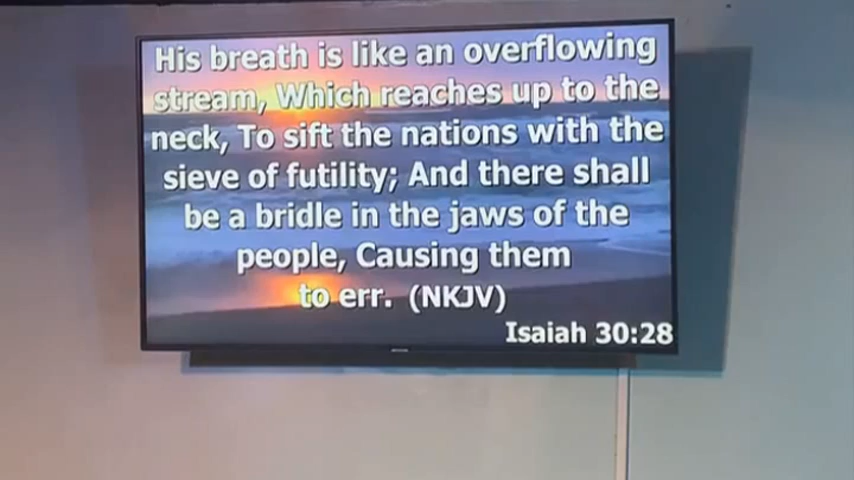 His breath is like an overflowing
stream, Which reaches up to the
neck, To sift the nations with the
sieve of futility; And there shall
be a bridle in the jaws of the
people, Causing them
to err. (NKJV)
Isaiah 30:28